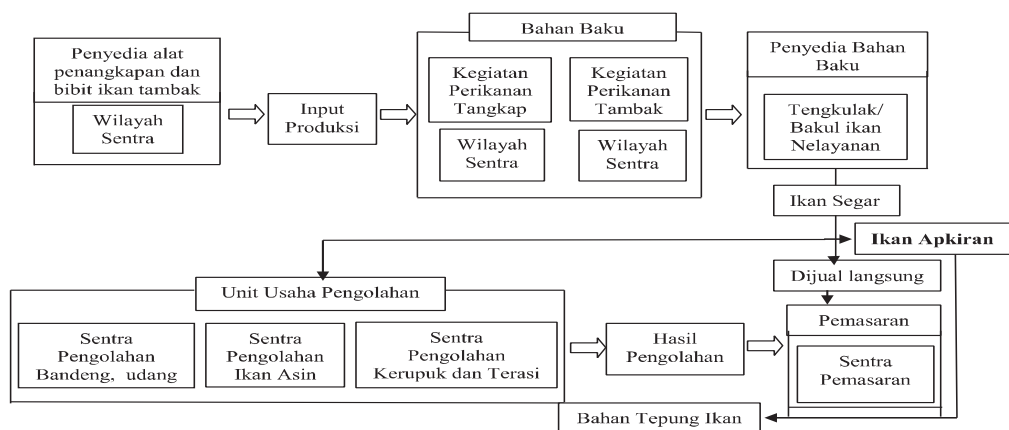 Penyedia alat
penangkapan dan
bibit ikan tambak
Wilayah
Sentra
Input
Produksi
Bahan Baku
Kegiatan
Perikanan
Tangkap
Kegiatan
Perikanan
Tambak
Wilayah
Sentra
Wilayah
Sentra
Penyedia Bahan
Baku
Tengkulak/
Bakul ikan
Nelayanan
Ikan Segar
Ikan Apkiran
Dijual langsung
Unit Usaha Pengolahan
Sentra
Pengolahan
Bandeng, udang
Sentra
Pengolahan
Ikan Asin
Sentra
Pengolahan
Kerupuk dan Terasi
Hasil
Pengolahan
Pemasaran
Sentra
Pemasaran
Bahan Tepung Ikan